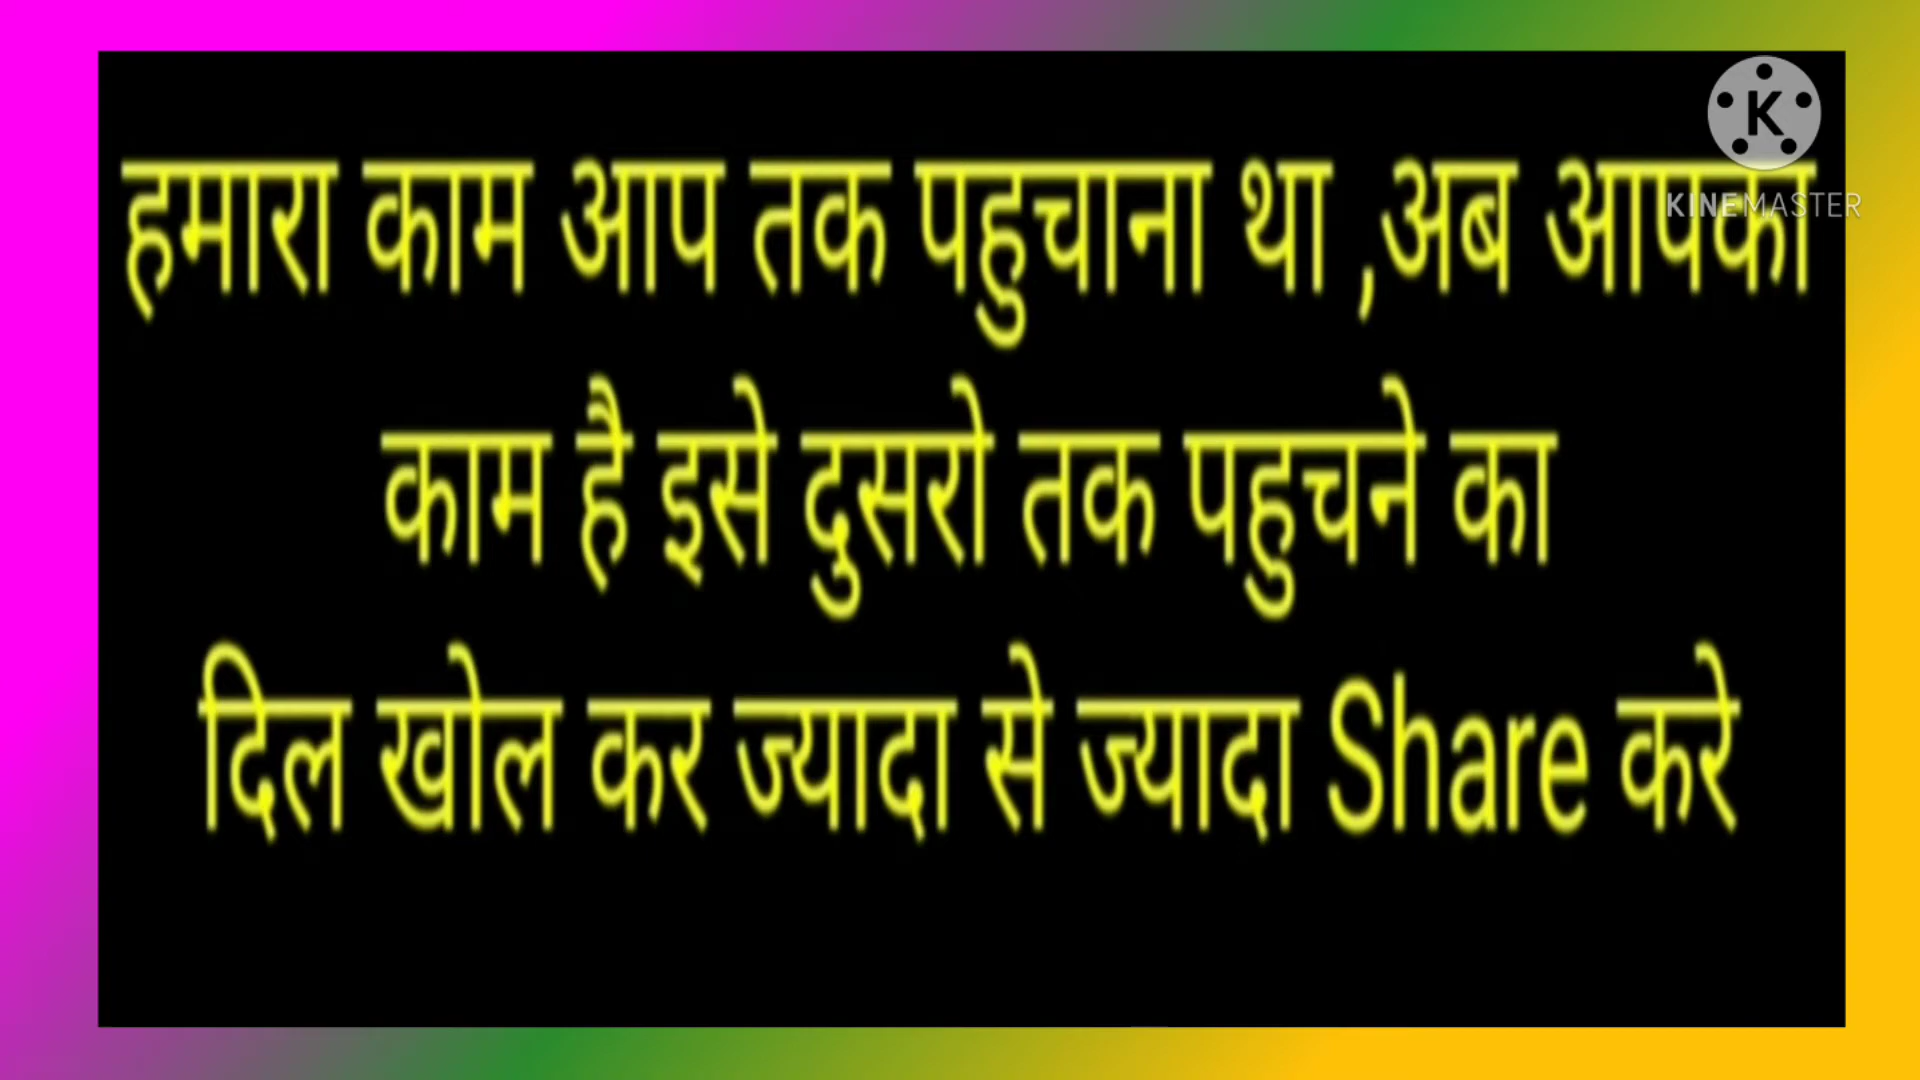 हमारा काम आप तक पहुचाना था ,अब आपका
काम है इसे दुसरो तक पहुचने का
दिल खोल कर ज्यादा से ज्यादा Share करे
K
KINEMASTER